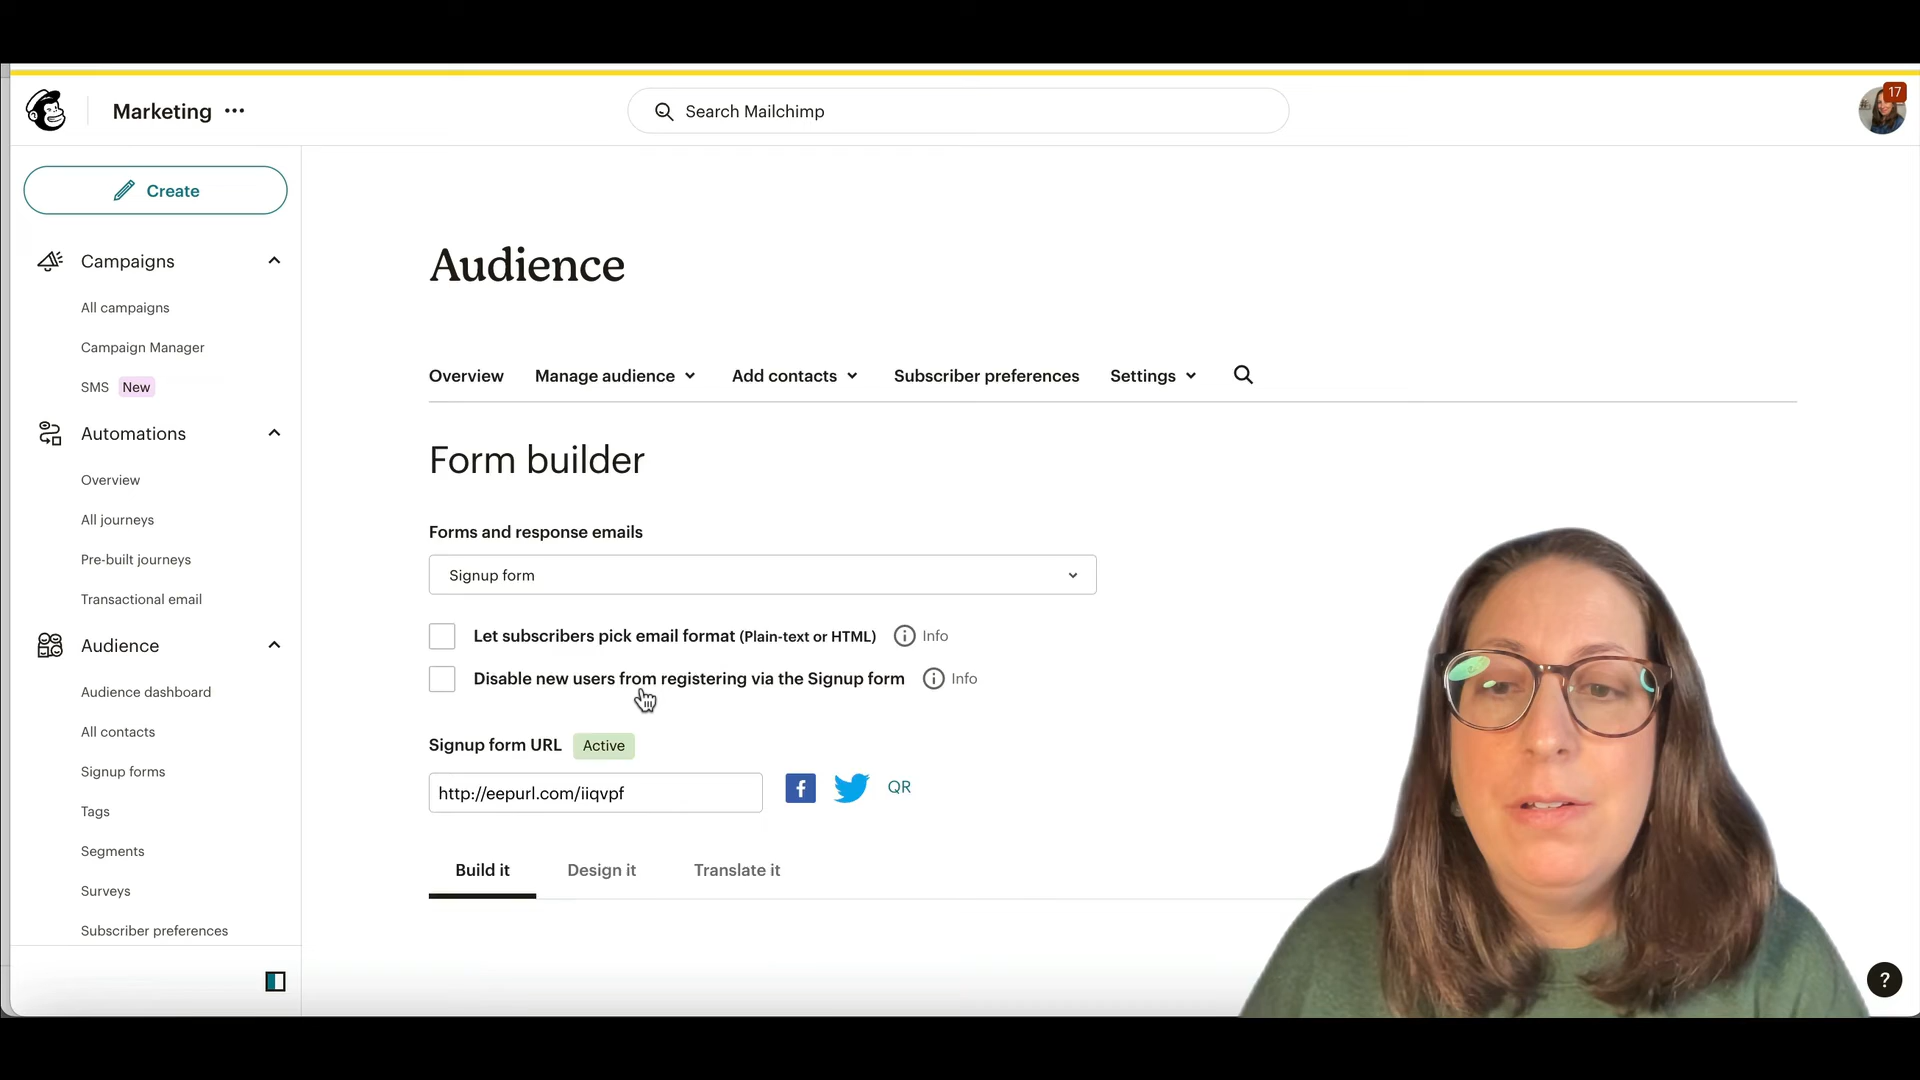 Marketing
Search Mailchimp
17
Create
Campaigns
All campaigns
Campaign Manager
SMS New
Automations
Overview
All journeys
Pre-built journeys
Transactional email
Audience
Audience dashboard
All contacts
Signup forms
Tags
Segments
Surveys
Subscriber preferences
Audience
Overview Manage audience Add contacts Subscriber preferences Settings
Form builder
Forms and response emails
Signup form
Let subscribers pick email format (Plain-text or HTML) Info
Disable new users from registering via the Signup form Info
Signup form URL Active
http://eepurl.com/iiqvpf
QR
Build it Design it Translate it
?